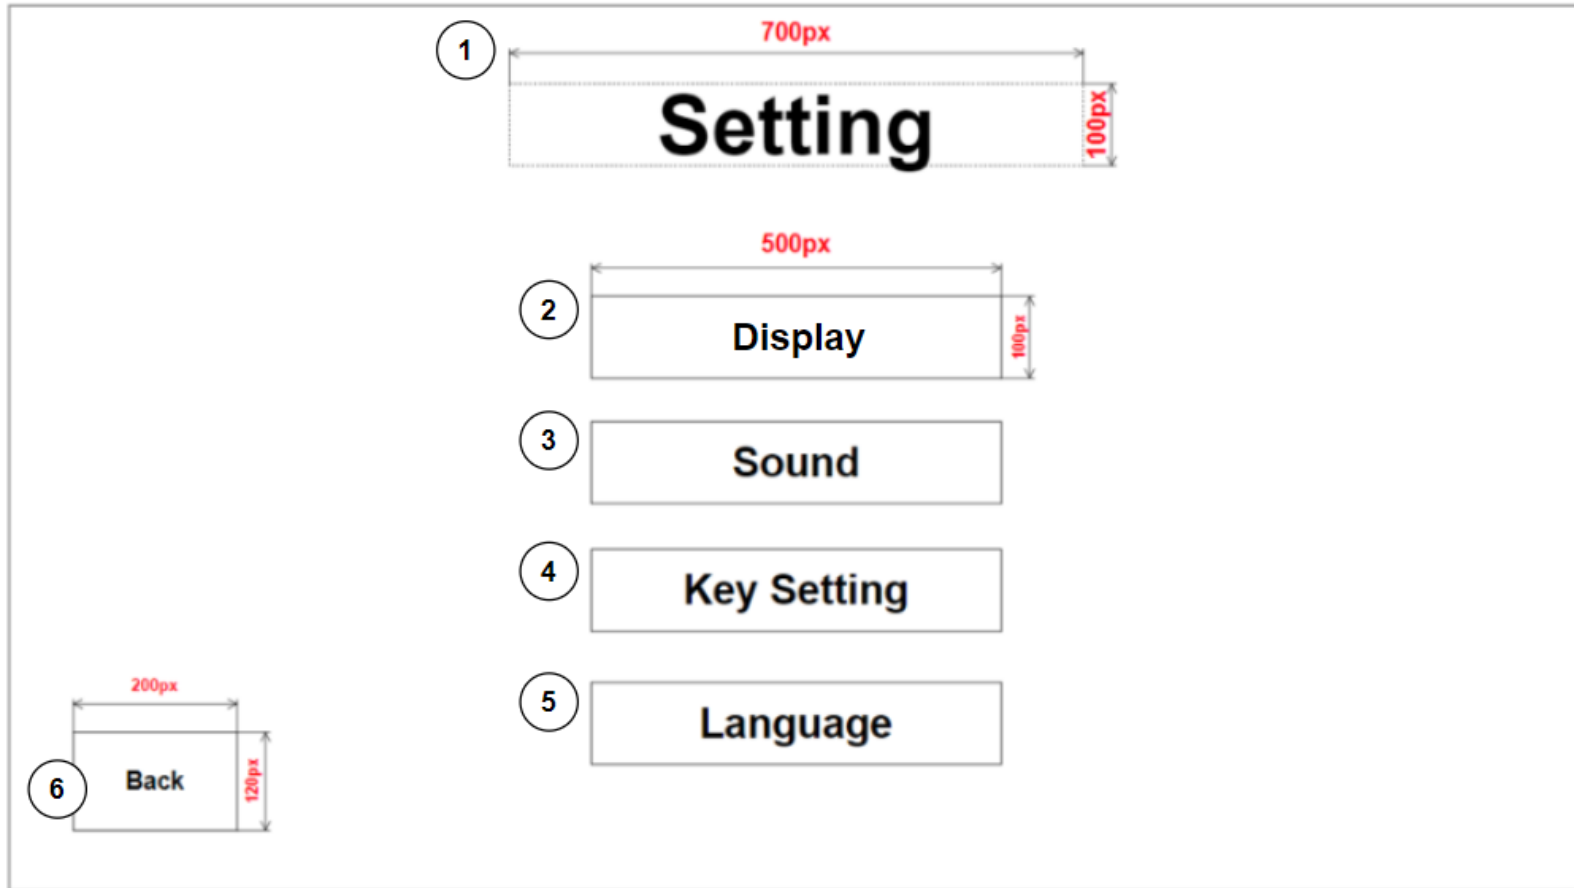 1
700px
Setting
100px
500px
2
Display
100px
3
Sound
4
Key Setting
5
Language
200px
6
Back
120px